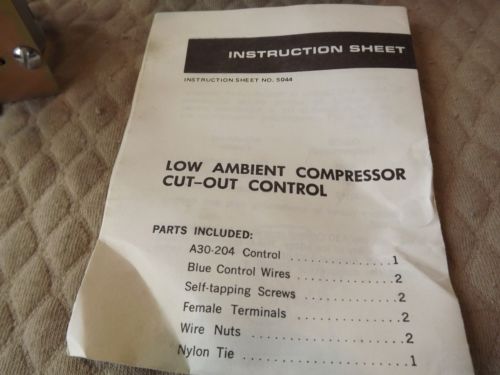 INSTRUCTION SHEET
INSTRUCTION SHEET NO. 5044
LOW AMBIENT COMPRESSOR
CUT-OUT CONTROL
PARTS INCLUDED:
A30-204 Control ..............1
Blue Control Wires ............2
Self-tapping Screws ...........2
Female Terminals .............2
Wire Nuts ....................2
Nylon Tie ....................1